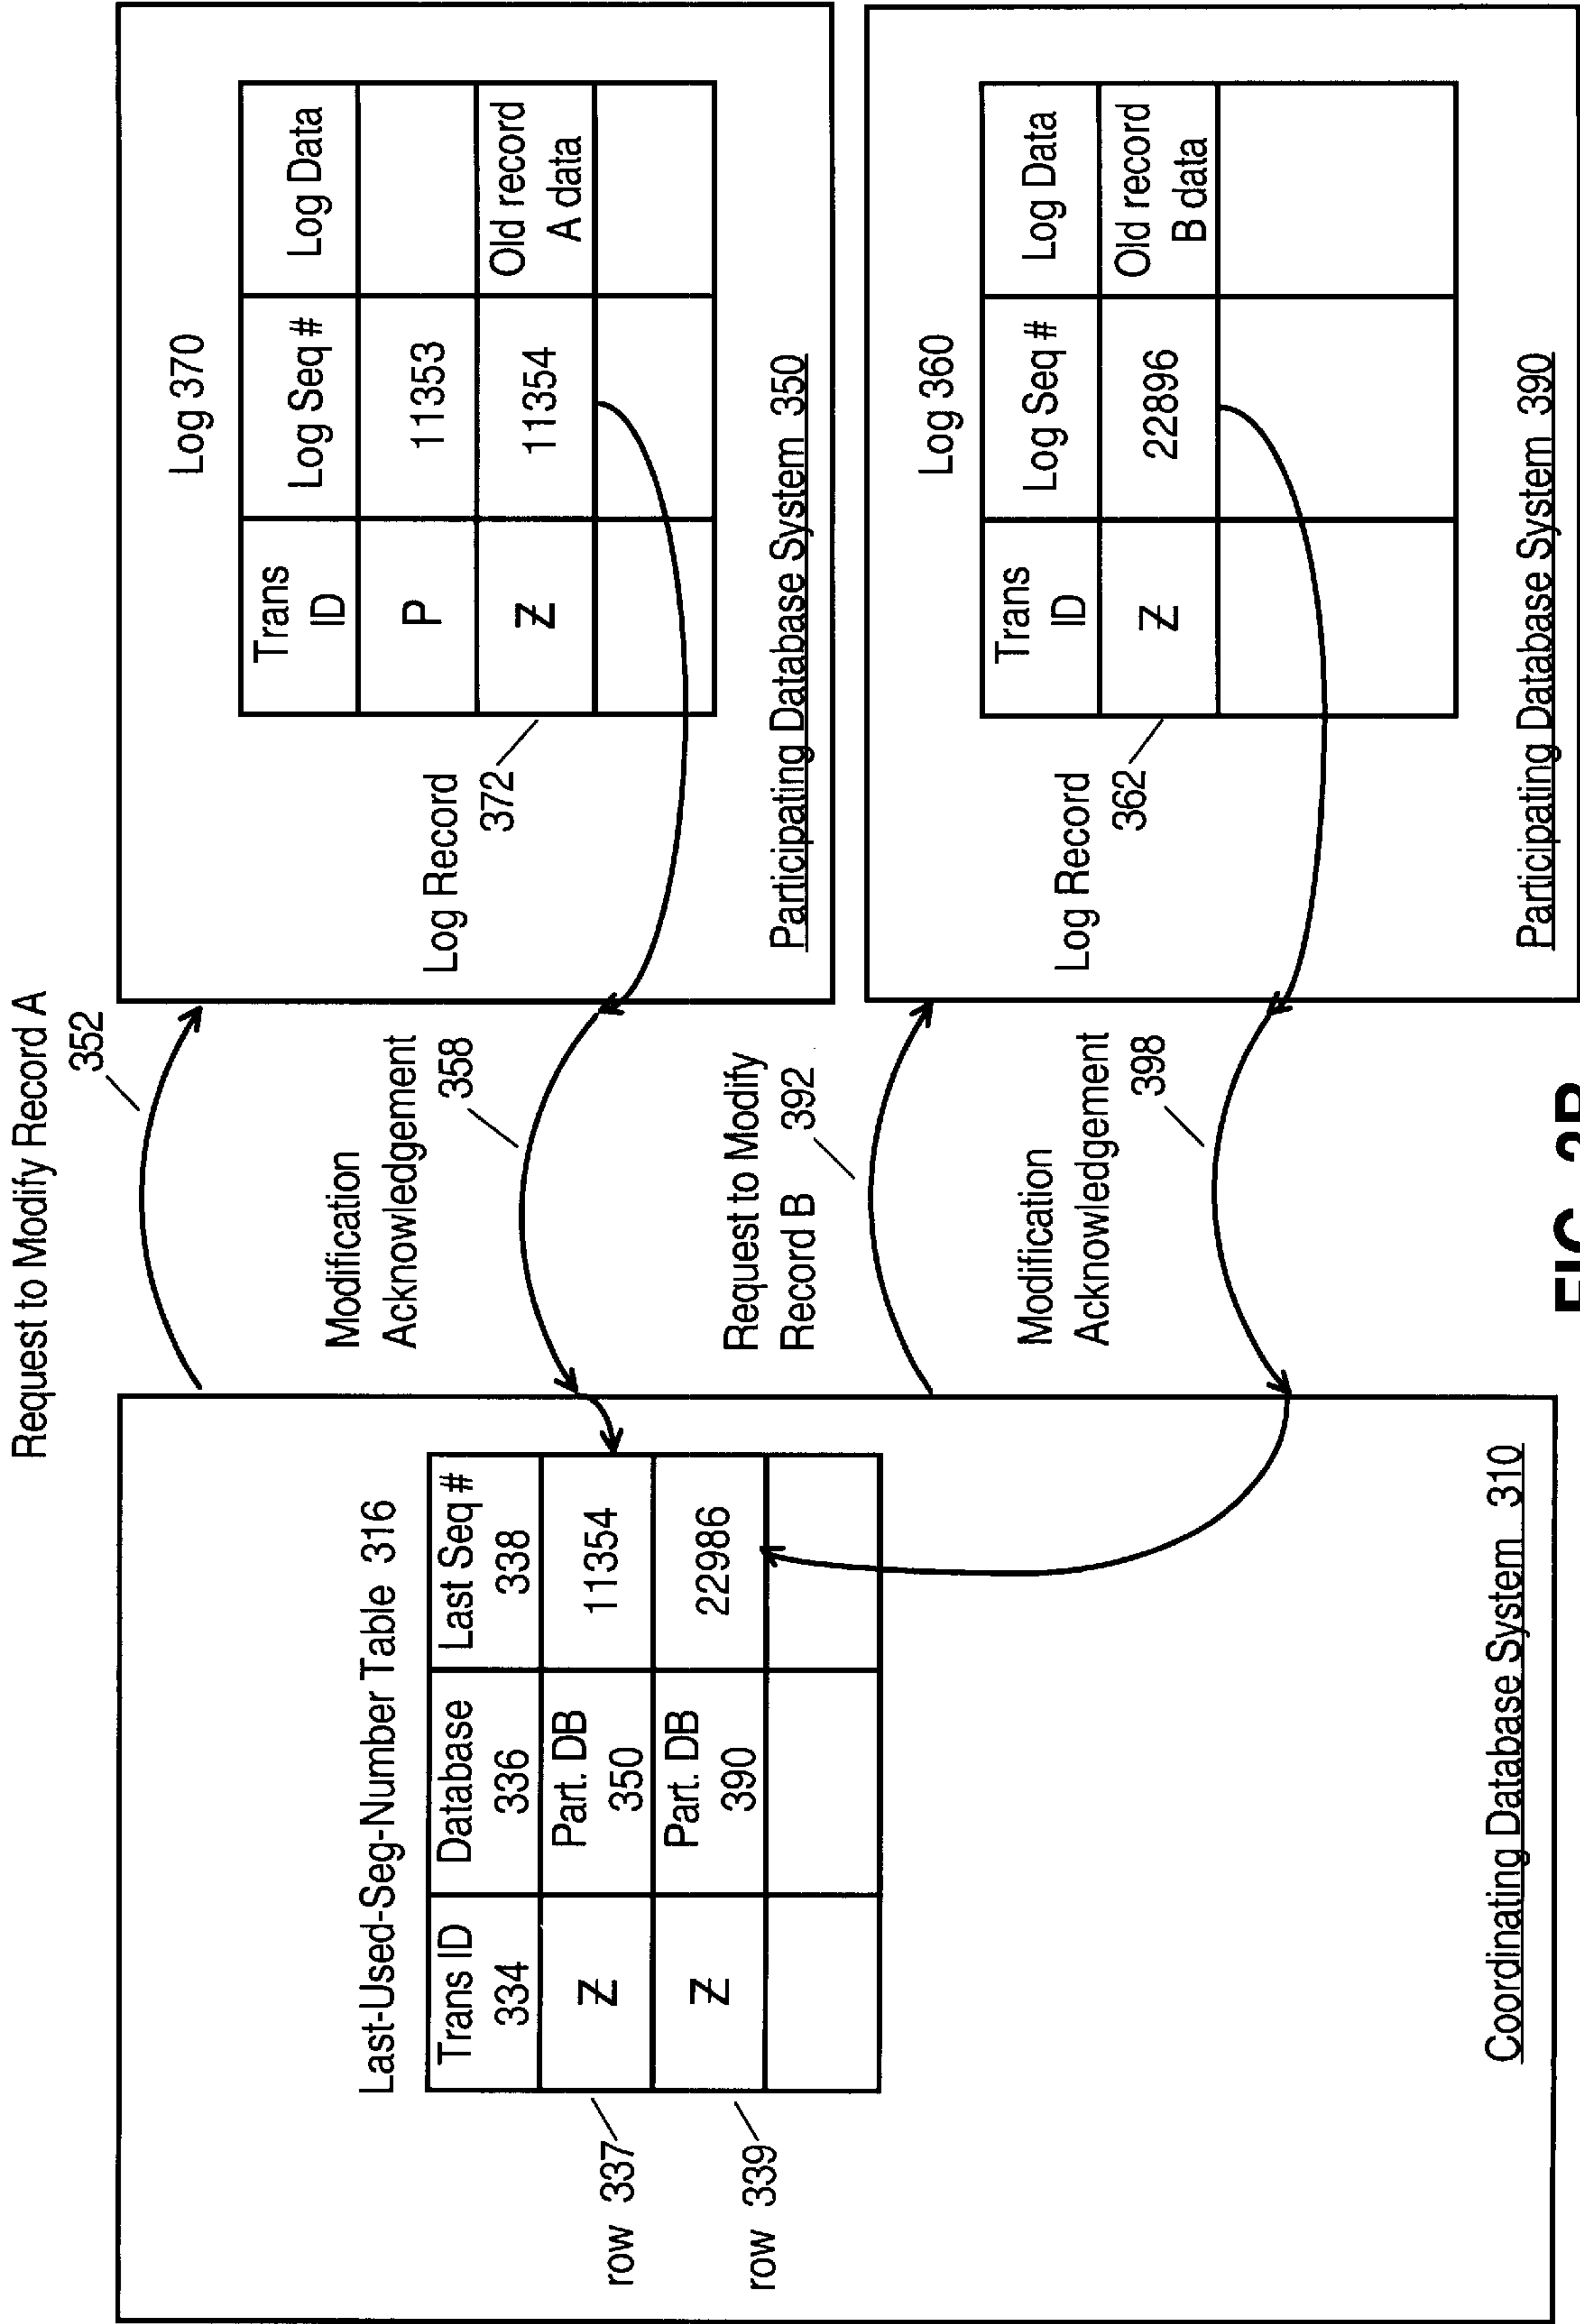 Request to Modify Record A
352
Last-Used-Seg-Number Table 316
Trans ID Database Last Seq #
334 336 338
Z Part. DB 11354
350
Z Part. DB 22986
390
row 337
row 339
Coordinating Database System 310
Modification
Acknowledgement
358
Request to Modify
Record B 392
Modification
Acknowledgement
398
Log 370
Trans Log Seq # Log Data
ID
P 11353
Z 11354 Old record
A data
Log Record
372
Participating Database System 350
Log 360
Trans Log Seq # Log Data
ID
Z 22896 Old record
B data
Log Record
362
Participating Database System 390